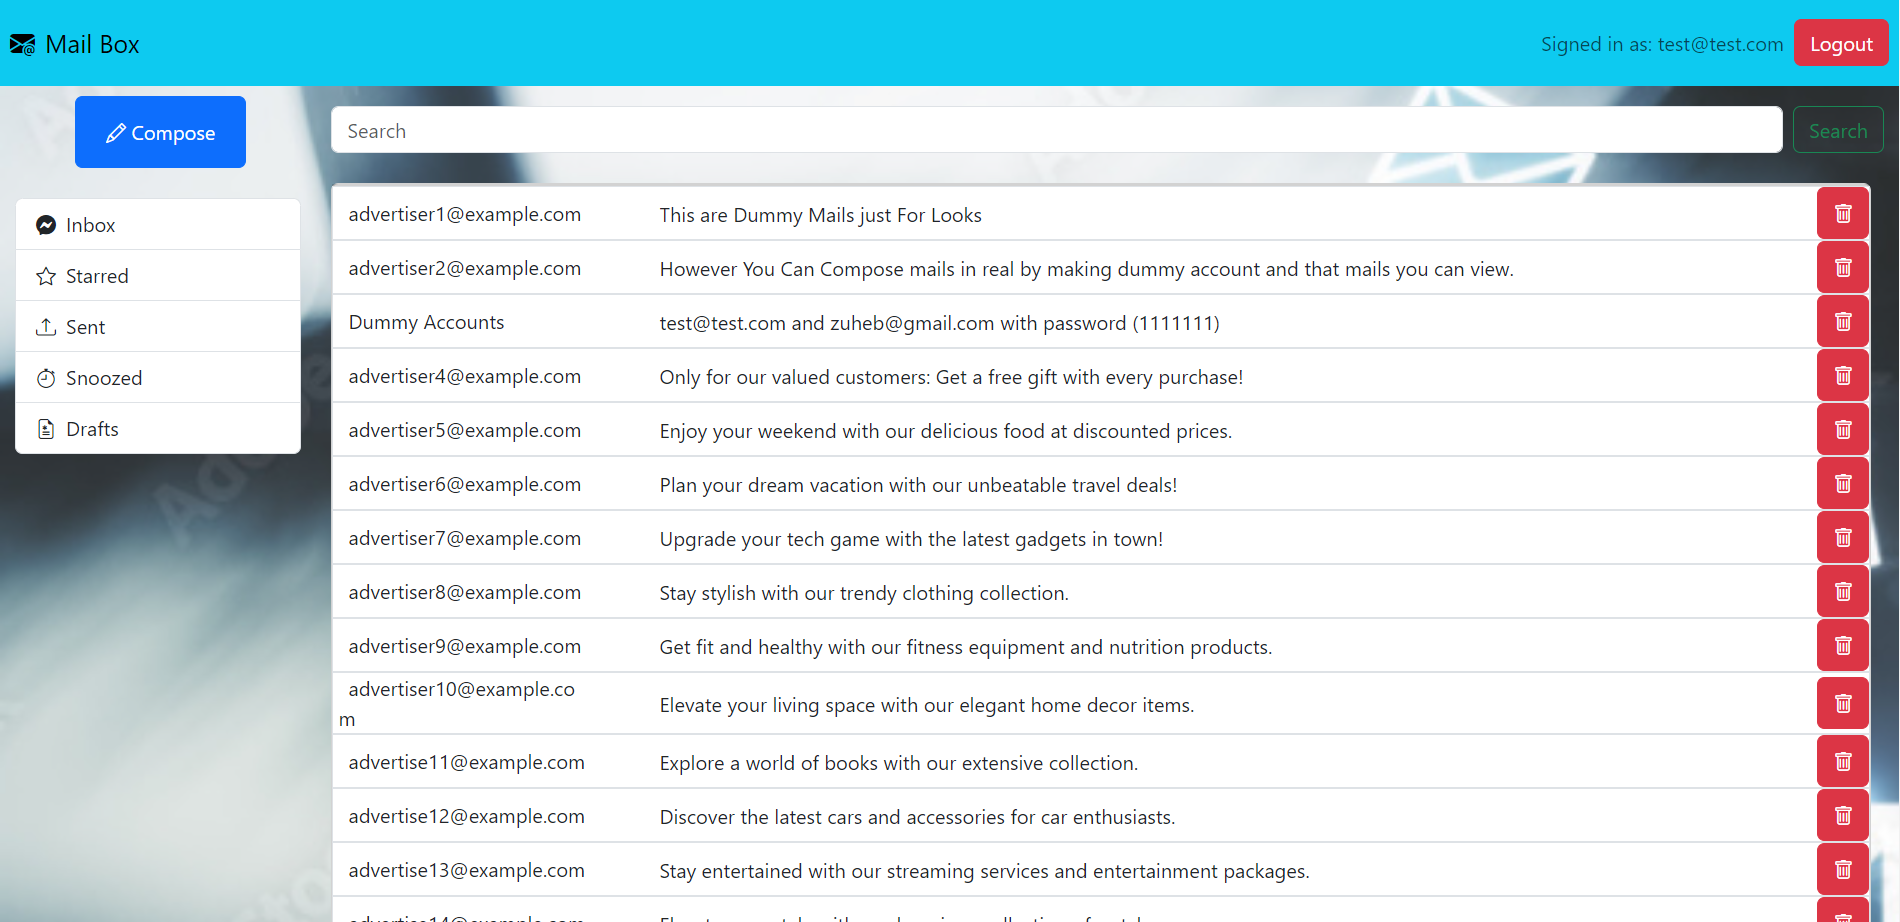 Mail Box
Signed in as: test@test.com Logout
Compose
Search Search
Inbox
Starred
Sent
Snoozed
Drafts
advertiser1@example.com This are Dummy Mails just For Looks
advertiser2@example.com However You Can Compose mails in real by making dummy account and that mails you can view.
Dummy Accounts test@test.com and zuheb@gmail.com with password (1111111)
advertiser4@example.com Only for our valued customers: Get a free gift with every purchase!
advertiser5@example.com Enjoy your weekend with our delicious food at discounted prices.
advertiser6@example.com Plan your dream vacation with our unbeatable travel deals!
advertiser7@example.com Upgrade your tech game with the latest gadgets in town!
advertiser8@example.com Stay stylish with our trendy clothing collection.
advertiser9@example.com Get fit and healthy with our fitness equipment and nutrition products.
advertiser10@example.co
m Elevate your living space with our elegant home decor items.
advertise11@example.com Explore a world of books with our extensive collection.
advertise12@example.com Discover the latest cars and accessories for car enthusiasts.
advertise13@example.com Stay entertained with our streaming services and entertainment packages.